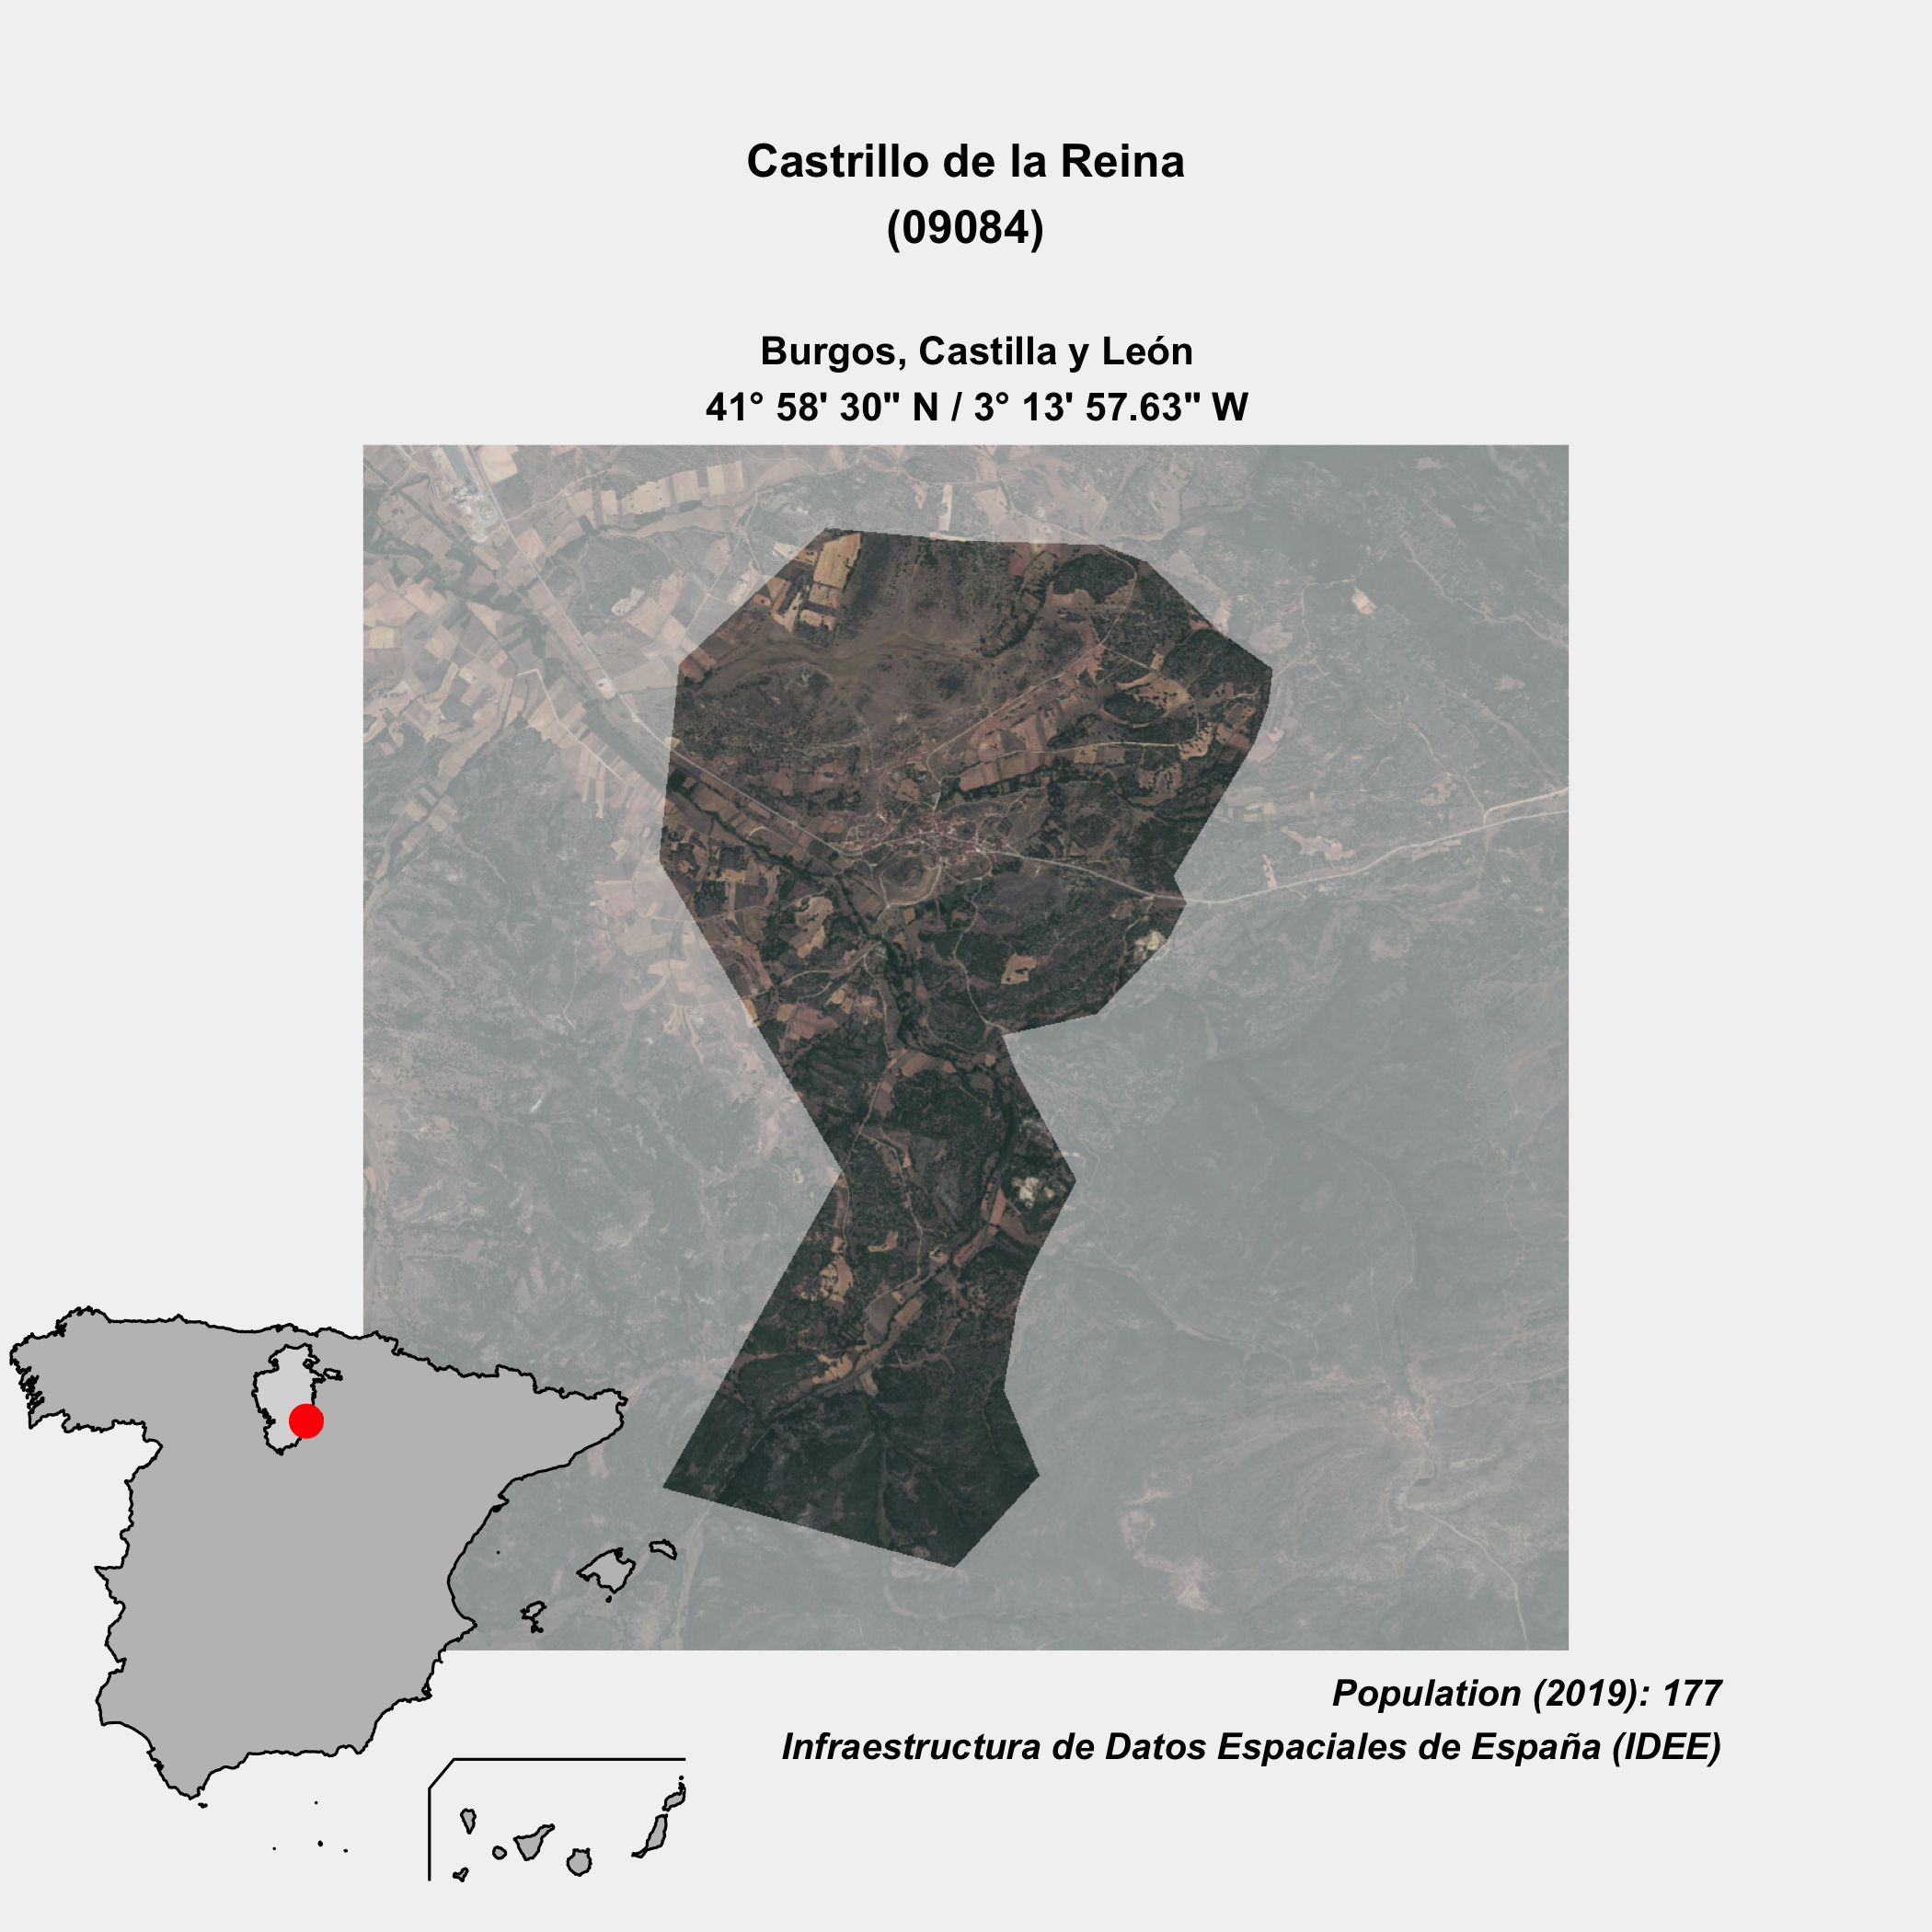 Castrillo de la Reina
(09084)
Burgos, Castilla y León
41° 58' 30" N / 3° 13' 57.63" W
Population (2019): 177
Infraestructura de Datos Espaciales de España (IDEE)